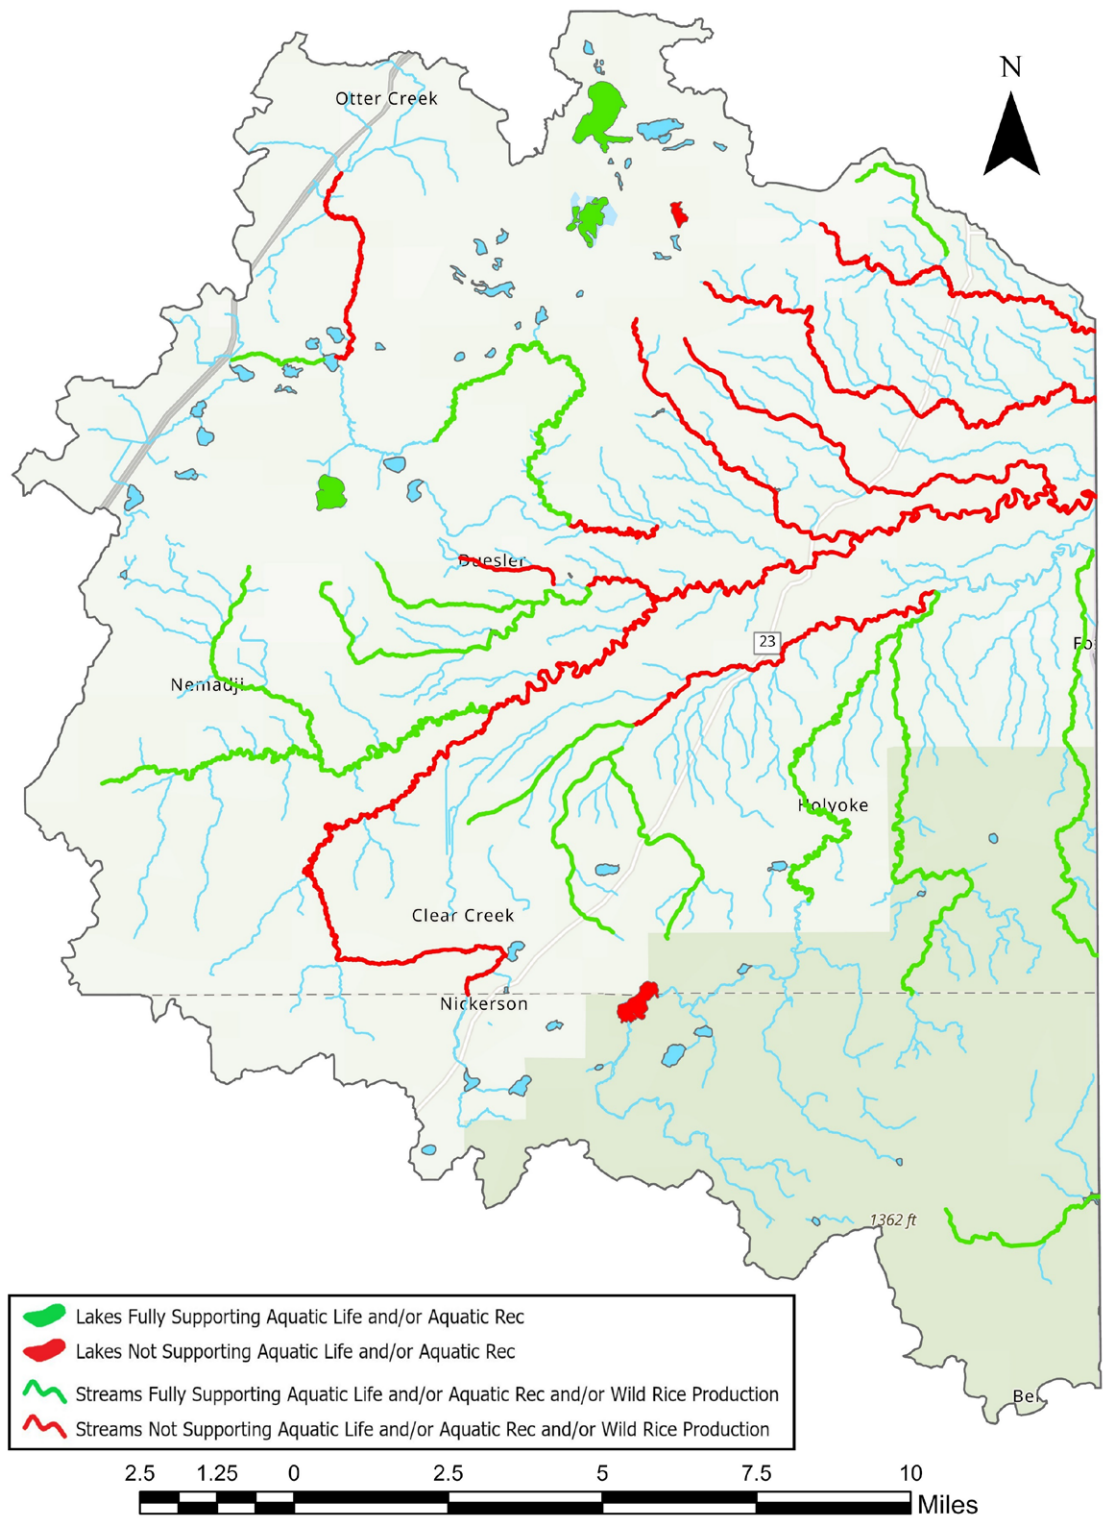 N
Otter Creek
Duesler
23
Fo
Nemadji
Holyoke
Clear Creek
Nickerson
1362 ft
Bel
Lakes Fully Supporting Aquatic Life and/or Aquatic Rec
Lakes Not Supporting Aquatic Life and/or Aquatic Rec
Streams Fully Supporting Aquatic Life and/or Aquatic Rec and/or Wild Rice Production
Streams Not Supporting Aquatic Life and/or Aquatic Rec and/or Wild Rice Production
2.5 1.25 0 2.5 5 7.5 10
Miles